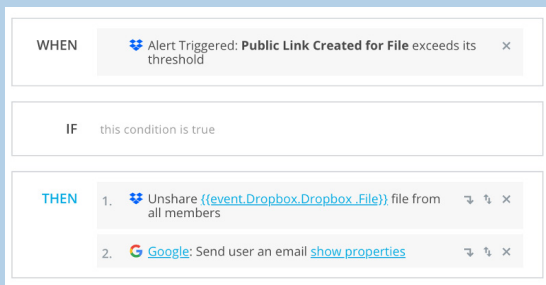 WHEN
Alert Triggered: Public Link Created for File exceeds its
threshold
IF this condition is true
THEN
1. Unshare {{event.Dropbox.Dropbox .File}} file from
all members
2. Google: Send user an email show properties